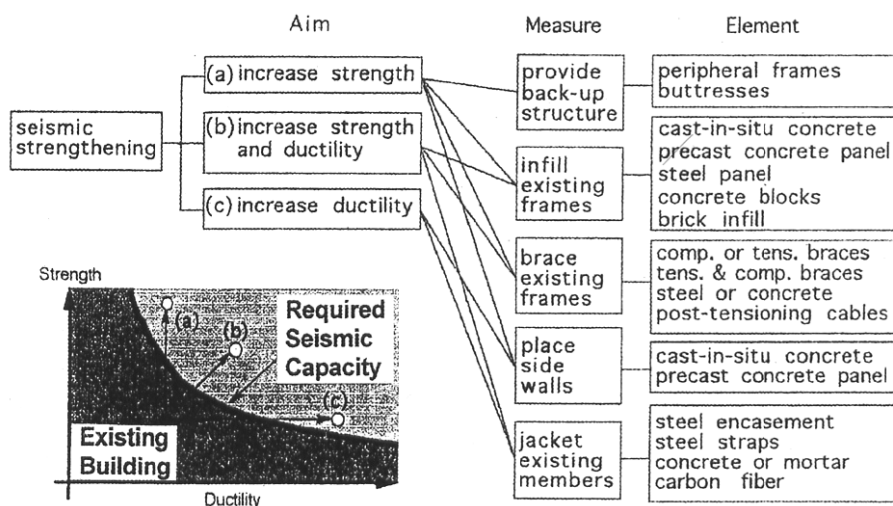 Aim
Measure
Element
seismic
strengthening
(a) increase strength
(b) increase strength
and ductility
(c) increase ductility
provide
back-up
structure
infill
existing
frames
brace
existing
frames
place
side
walls
jacket
existing
members
peripheral frames
buttresses
cast-in-situ concrete
precast concrete panel
steel panel
concrete blocks
brick infill
comp. or tens. braces
tens. & comp. braces
steel or concrete
post-tensioning cables
cast-in-situ concrete
precast concrete panel
steel encasement
steel straps
concrete or mortar
carbon fiber
Strength
(a)
(b)
(c)
Required
Seismic
Capacity
Existing
Building
Ductility